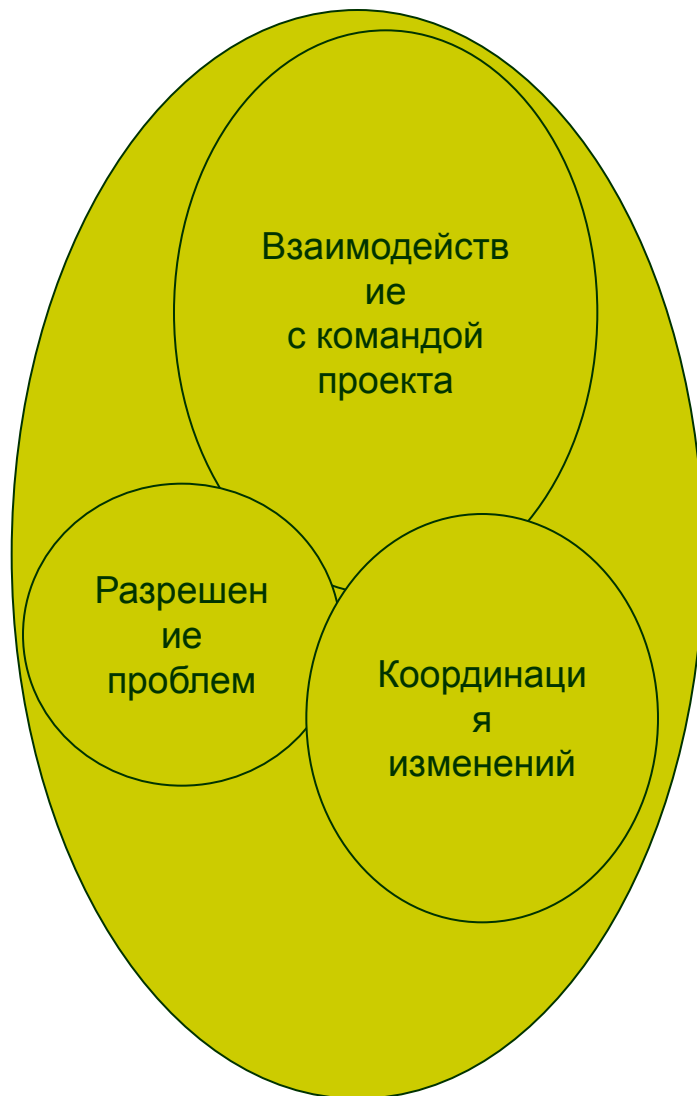 Взаимодейств
ие
с командой
проекта
Разрешен
ие
проблем
Координаци
я
изменений